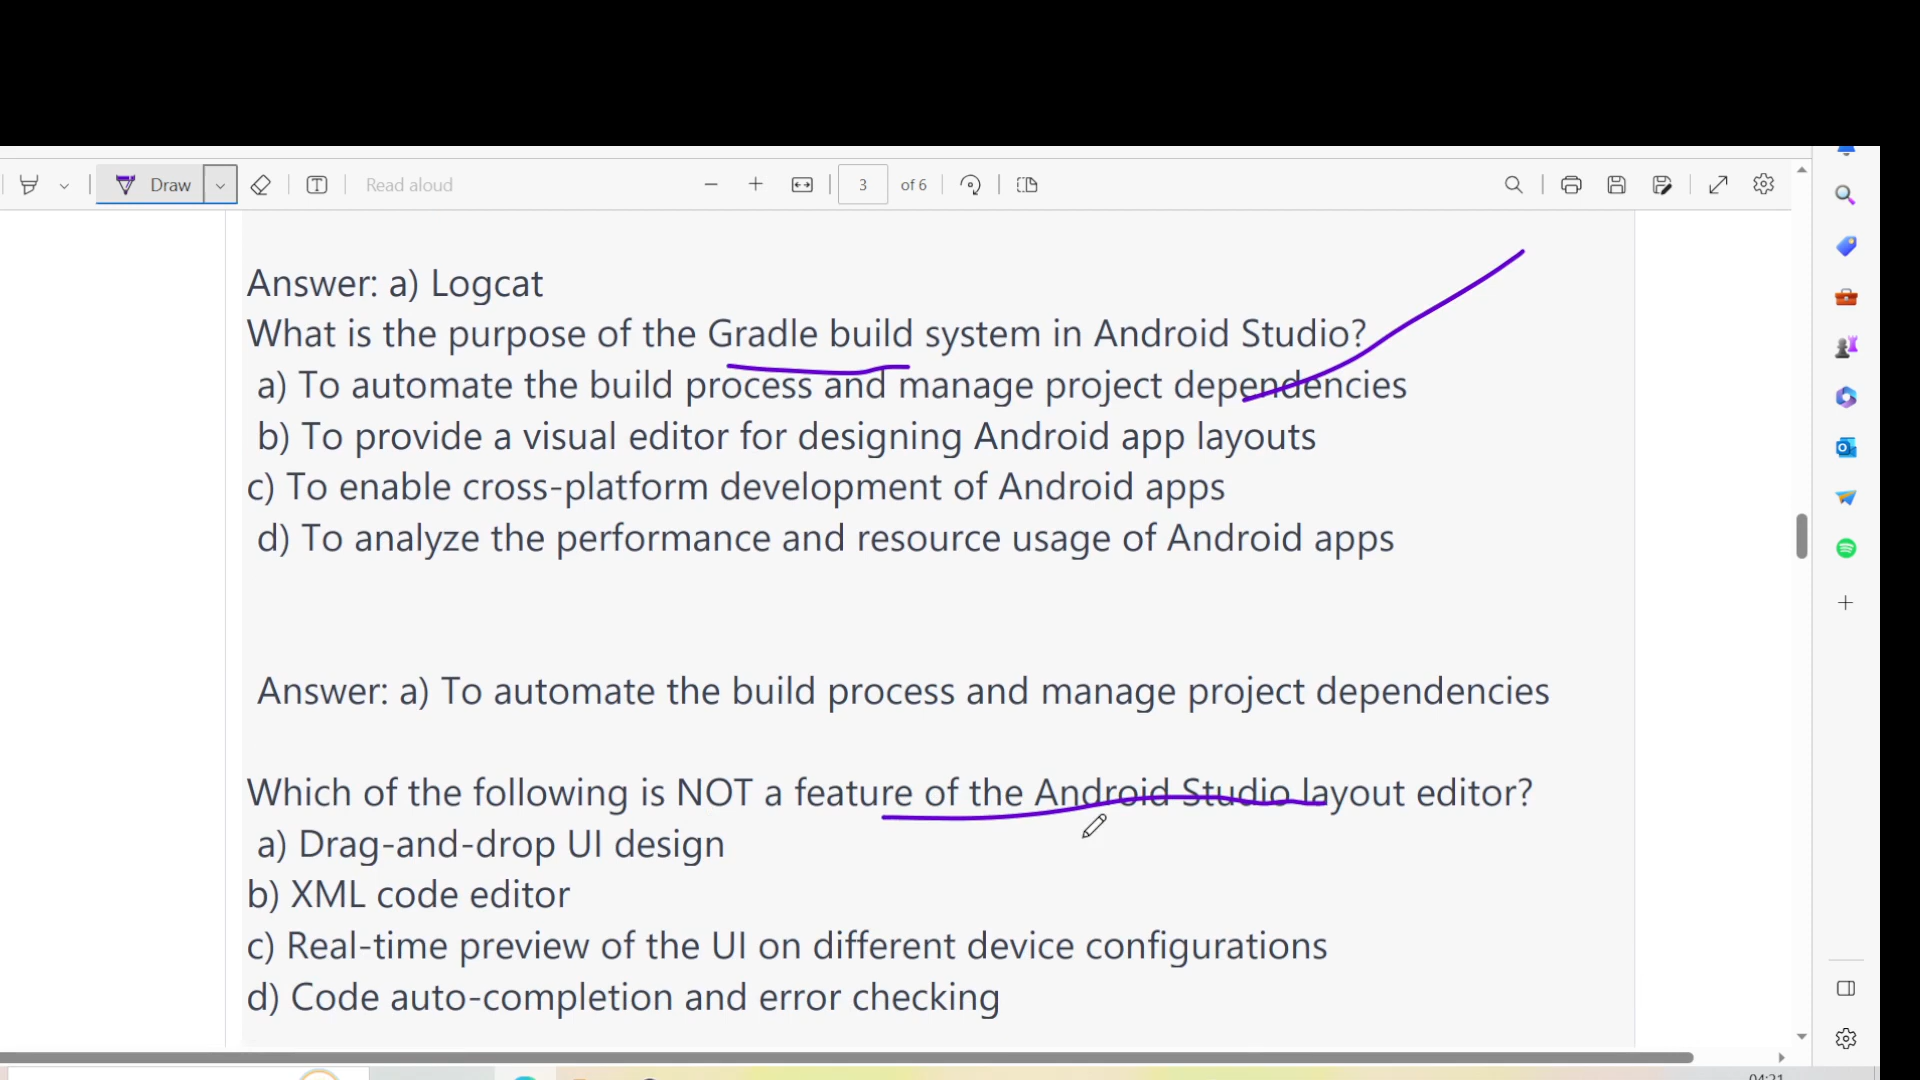 Draw
Read aloud
3
of 6
Answer: a) Logcat
What is the purpose of the Gradle build system in Android Studio?
a) To automate the build process and manage project dependencies
b) To provide a visual editor for designing Android app layouts
c) To enable cross-platform development of Android apps
d) To analyze the performance and resource usage of Android apps
Answer: a) To automate the build process and manage project dependencies
Which of the following is NOT a feature of the Android Studio layout editor?
a) Drag-and-drop UI design
b) XML code editor
c) Real-time preview of the UI on different device configurations
d) Code auto-completion and error checking